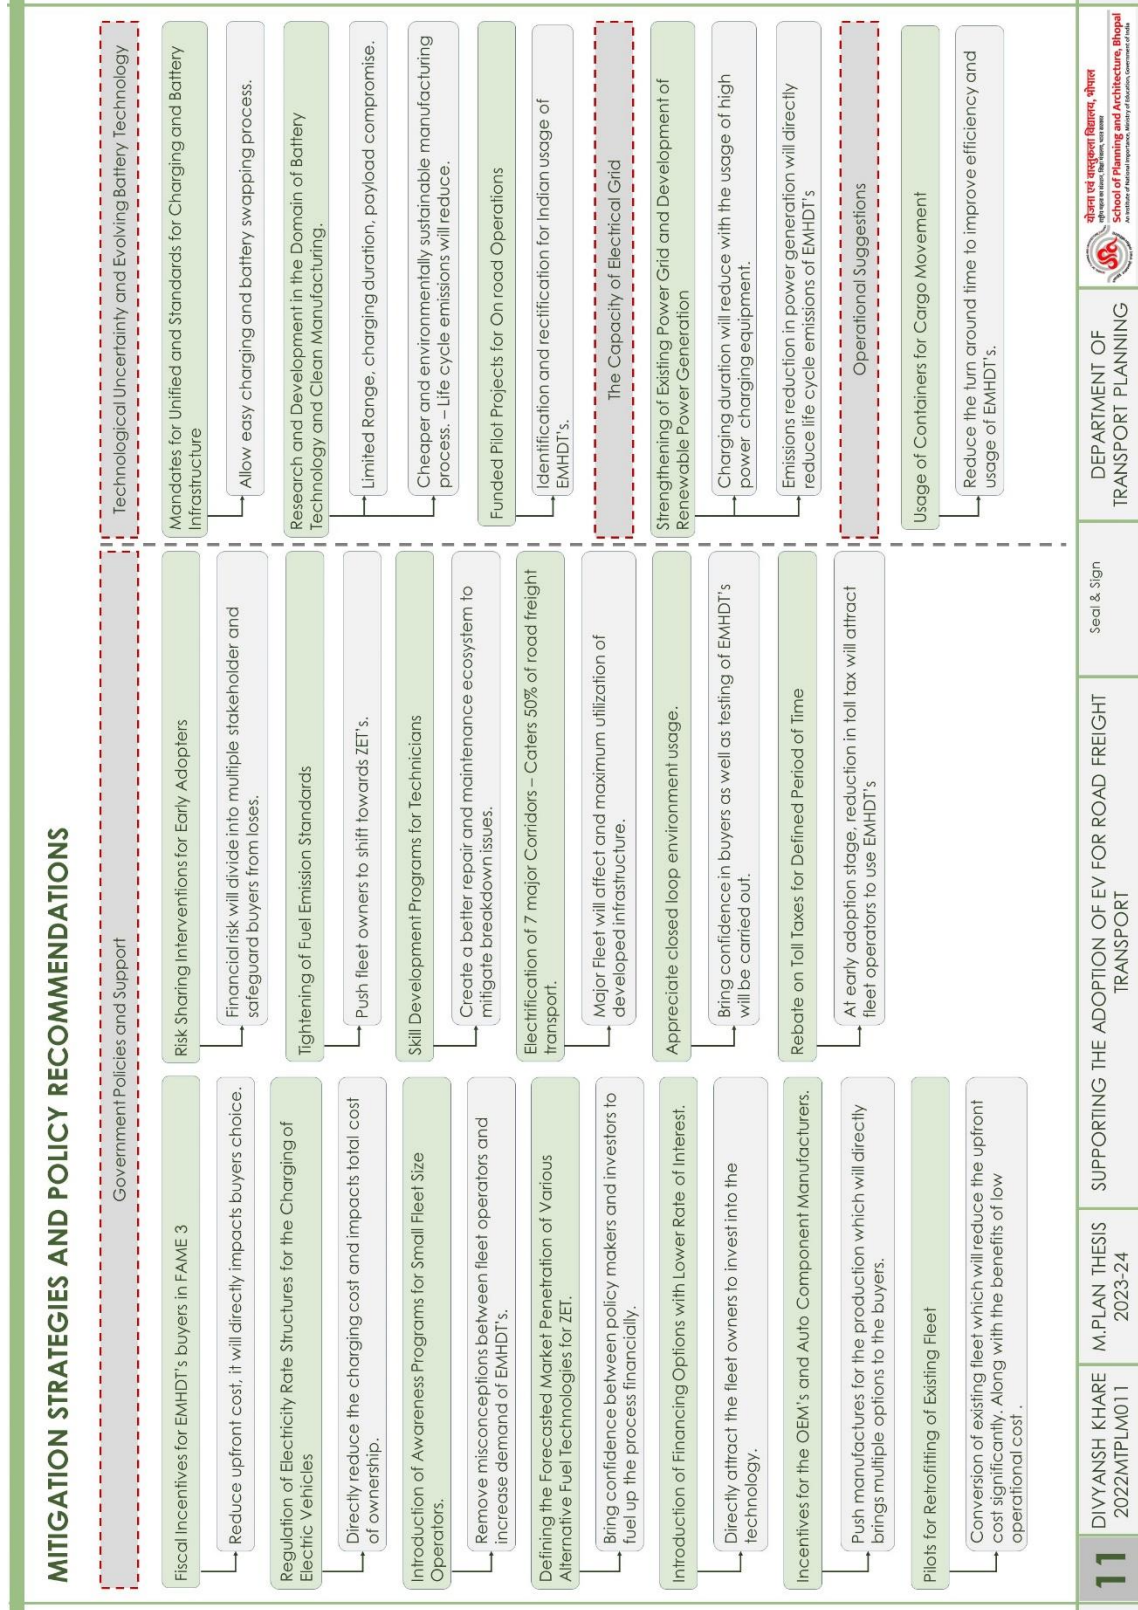 MITIGATION STRATEGIES AND POLICY RECOMMENDATIONS
Government Policies and Support
Fiscal Incentives for EMHDT's buyers in FAME 3
Reduce upfront cost, it will directly impacts buyers choice.
Regulation of Electricity Rate Structures for the Charging of
Electric Vehicles
Directly reduce the charging cost and impacts total cost
of ownership.
Introduction of Awareness Programs for Small Fleet Size
Operators.
Remove misconceptions between fleet operators and
increase demand of EMHDT's.
Defining the Forecasted Market Penetration of Various
Alternative Fuel Technologies for ZET.
Bring confidence between policy makers and investors to
fuel up the process financially.
Introduction of Financing Options with Lower Rate of Interest.
Directly attract the fleet owners to invest into the
technology.
Incentives for the OEM's and Auto Component Manufacturers.
Push manufactures for the production which will directly
brings multiple options to the buyers.
Pilots for Retrofitting of Existing Fleet
Conversion of existing fleet which will reduce the upfront
cost significantly. Along with the benefits of low
operational cost .
Risk Sharing Interventions for Early Adopters
Financial risk will divide into multiple stakeholder and
safeguard buyers from loses.
Tightening of Fuel Emission Standards
Push fleet owners to shift towards ZET's.
Skill Development Programs for Technicians
Create a better repair and maintenance ecosystem to
mitigate breakdown issues.
Electrification of 7 major Corridors – Caters 50% of road freight
transport.
Major Fleet will affect and maximum utilization of
developed infrastructure.
Appreciate closed loop environment usage.
Bring confidence in buyers as well as testing of EMHDT's
will be carried out.
Rebate on Toll Taxes for Defined Period of Time
At early adoption stage, reduction in toll tax will attract
fleet operators to use EMHDT's
Technological Uncertainty and Evolving Battery Technology
Mandates for Unified and Standards for Charging and Battery
Infrastructure
Allow easy charging and battery swapping process.
Research and Development in the Domain of Battery
Technology and Clean Manufacturing.
Limited Range, charging duration, payload compromise.
Cheaper and environmentally sustainable manufacturing
process. – Life cycle emissions will reduce.
Funded Pilot Projects for On road Operations
Identification and rectification for Indian usage of
EMHDT's.
The Capacity of Electrical Grid
Strengthening of Existing Power Grid and Development of
Renewable Power Generation
Charging duration will reduce with the usage of high
power charging equipment.
Emissions reduction in power generation will directly
reduce life cycle emissions of EMHDT's
Operational Suggestions
Usage of Containers for Cargo Movement
Reduce the turn around time to improve efficiency and
usage of EMHDT's.
11
DIVYANSH KHARE
2022MTPLM011
M.PLAN THESIS
2023-24
SUPPORTING THE ADOPTION OF EV FOR ROAD FREIGHT
TRANSPORT
Seal & Sign
DEPARTMENT OF
TRANSPORT PLANNING
योजना एवं वास्तुकला विद्यालय, भोपाल
School of Planning and Architecture, Bhopal
An Institute of National Importance, Ministry of Education, Government of India